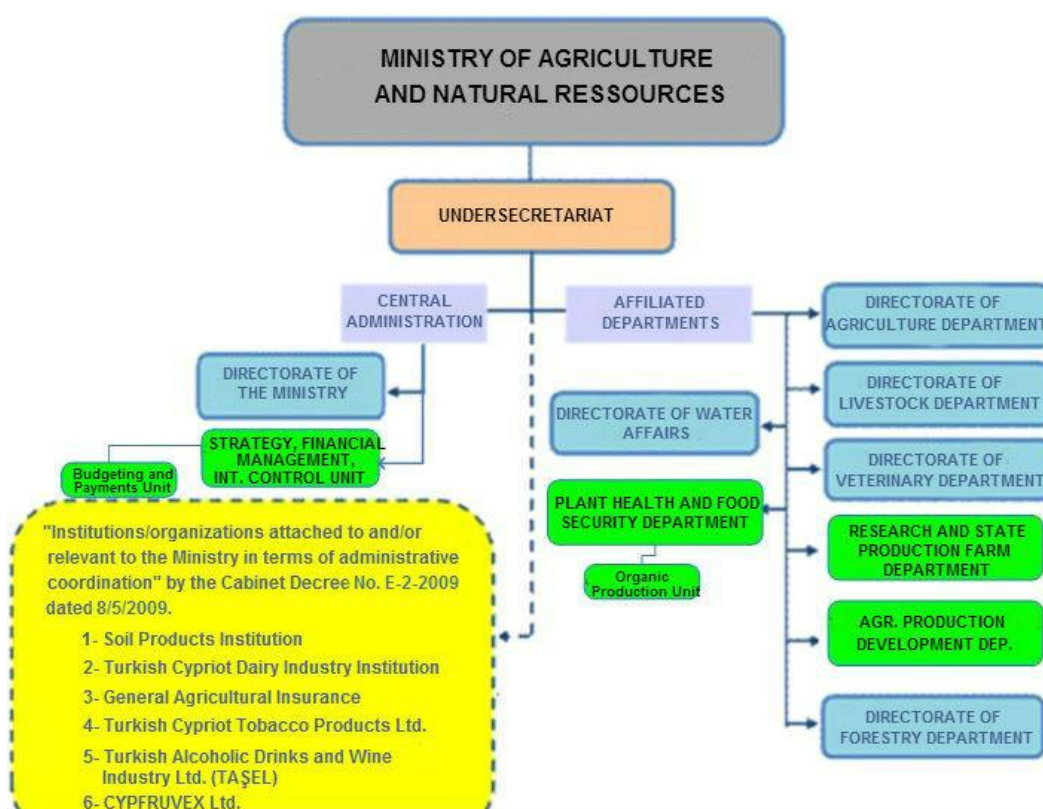 MINISTRY OF AGRICULTURE
AND NATURAL RESSOURCES
UNDERSECRETARIAT
CENTRAL
ADMINISTRATION
AFFILIATED
DEPARTMENTS
DIRECTORATE OF
AGRICULTURE DEPARTMENT
DIRECTORATE OF
THE MINISTRY
DIRECTORATE OF
LIVESTOCK DEPARTMENT
DIRECTORATE OF WATER
AFFAIRS
STRATEGY, FINANCIAL
MANAGEMENT,
INT. CONTROL UNIT
Budgeting and
Payments Unit
DIRECTORATE OF
VETERINARY DEPARTMENT
PLANT HEALTH AND FOOD
SECURITY DEPARTMENT
RESEARCH AND STATE
PRODUCTION FARM
DEPARTMENT
Organic
Production Unit
AGR. PRODUCTION
DEVELOPMENT DEP.
DIRECTORATE OF
FORESTRY DEPARTMENT
"Institutions/organizations attached to and/or
relevant to the Ministry in terms of administrative
coordination" by the Cabinet Decree No. E-2-2009
dated 8/5/2009.
1- Soil Products Institution
2- Turkish Cypriot Dairy Industry Institution
3- General Agricultural Insurance
4- Turkish Cypriot Tobacco Products Ltd.
5- Turkish Alcoholic Drinks and Wine
Industry Ltd. (TAŞEL)
6- CYPFRUVEX Ltd.